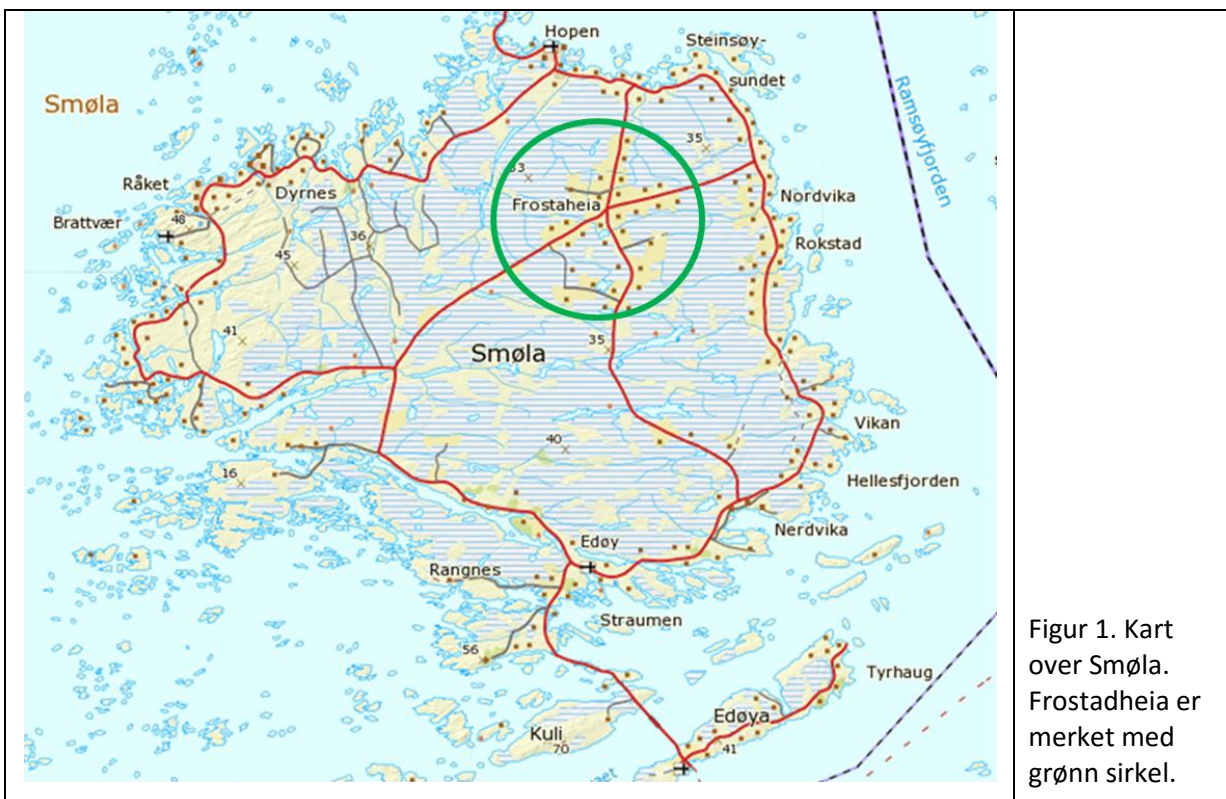 Hopen
Steinsøy-
sundet
Smøla
Ramsøyfjorden
35
33
Råket
Dyrnes
Frostaheia
Nordvika
Brattvær
48
36
Rokstad
45
41
35
Smøla
40
Vikan
16
Hellesfjorden
Nerdvika
Edøy
Rangnes
Straumen
56
Tyrhaug
Edøya
Kuli
70
41
Figur 1. Kart
over Smøla.
Frostadheia er
merket med
grønn sirkel.